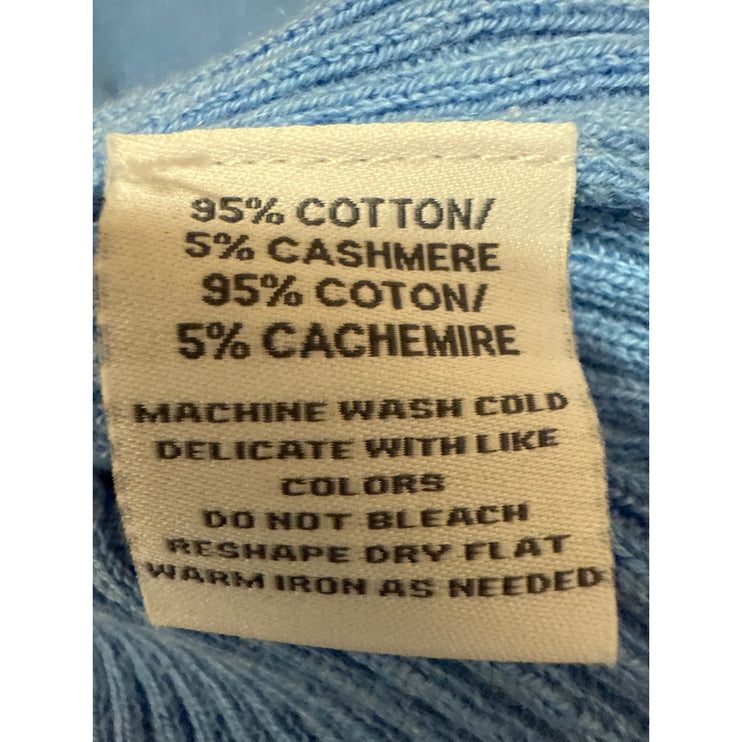 95% COTTON/
5% CASHMERE
95% COTON/
5% CACHEMIRE
MACHINE WASH COLD
DELICATE WITH LIKE
COLORS
DO NOT BLEACH
RESHAPE DRY FLAT
WARM IRON AS NEEDED